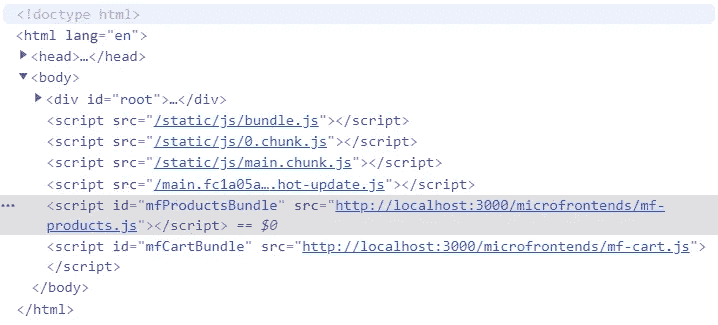 <!doctype html>
<html lang="en">
<head>…</head>
<body>
<div id="root">…</div>
<script src="/static/js/bundle.js"></script>
<script src="/static/js/0.chunk.js"></script>
<script src="/static/js/main.chunk.js"></script>
<script src="/main.fc1a05a….hot-update.js"></script>
<script id="mfProductsBundle" src="http://localhost:3000/microfrontends/mf-
products.js"></script> == $0
<script id="mfCartBundle" src="http://localhost:3000/microfrontends/mf-cart.js">
</script>
</body>
</html>